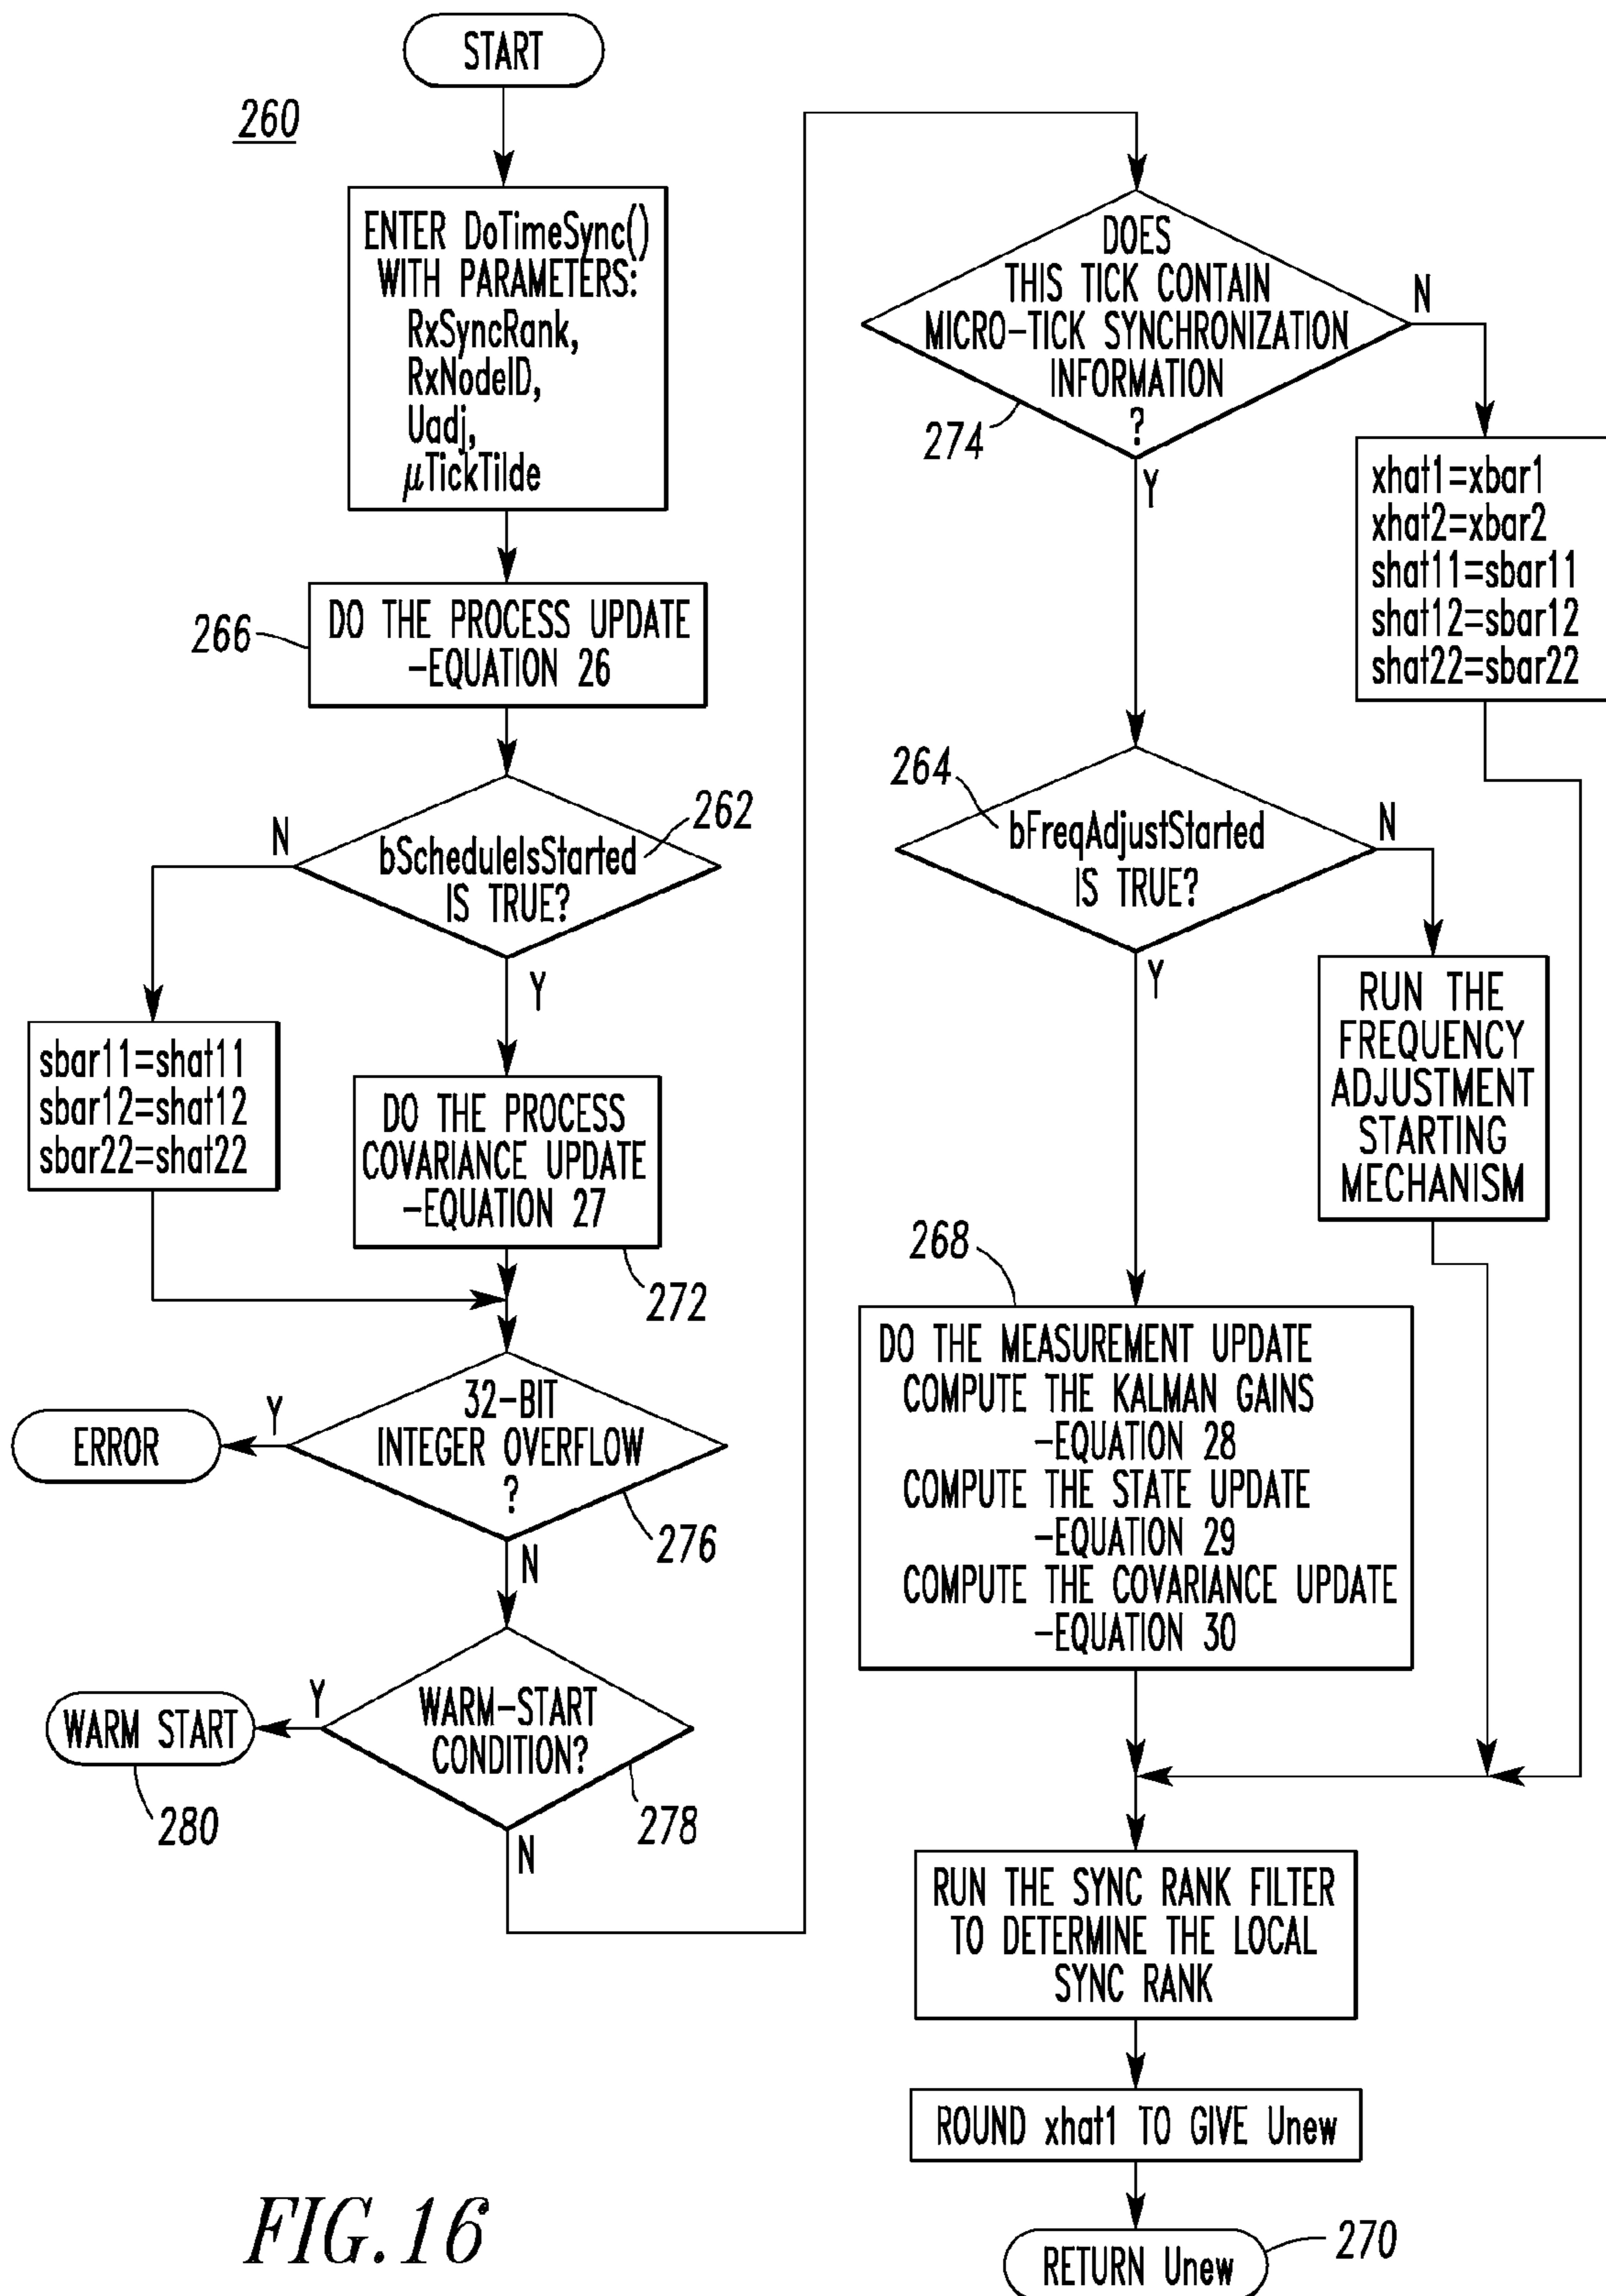 START
260
ENTER DoTimeSync()
WITH PARAMETERS:
RxSyncRank,
RxNodeID,
Uadj,
μTickTilde
266
DO THE PROCESS UPDATE
-EQUATION 26
262
N
bScheduleIsStarted
IS TRUE?
Y
sbar11=shat11
sbar12=shat12
sbar22=shat22
DO THE PROCESS
COVARIANCE UPDATE
-EQUATION 27
272
Y
32-BIT
INTEGER OVERFLOW
?
ERROR
276
N
Y
WARM-START
CONDITION?
WARM START
280
278
N
DOES
THIS TICK CONTAIN
MICRO-TICK SYNCHRONIZATION
INFORMATION
?
N
274
Y
xhat1=xbar1
xhat2=xbar2
shat11=sbar11
shat12=sbar12
shat22=sbar22
264
bFreqAdjustStarted
IS TRUE?
N
Y
RUN THE
FREQUENCY
ADJUSTMENT
STARTING
MECHANISM
268
DO THE MEASUREMENT UPDATE
COMPUTE THE KALMAN GAINS
-EQUATION 28
COMPUTE THE STATE UPDATE
-EQUATION 29
COMPUTE THE COVARIANCE UPDATE
-EQUATION 30
RUN THE SYNC RANK FILTER
TO DETERMINE THE LOCAL
SYNC RANK
ROUND xhat1 TO GIVE Unew
RETURN Unew
270
FIG.16